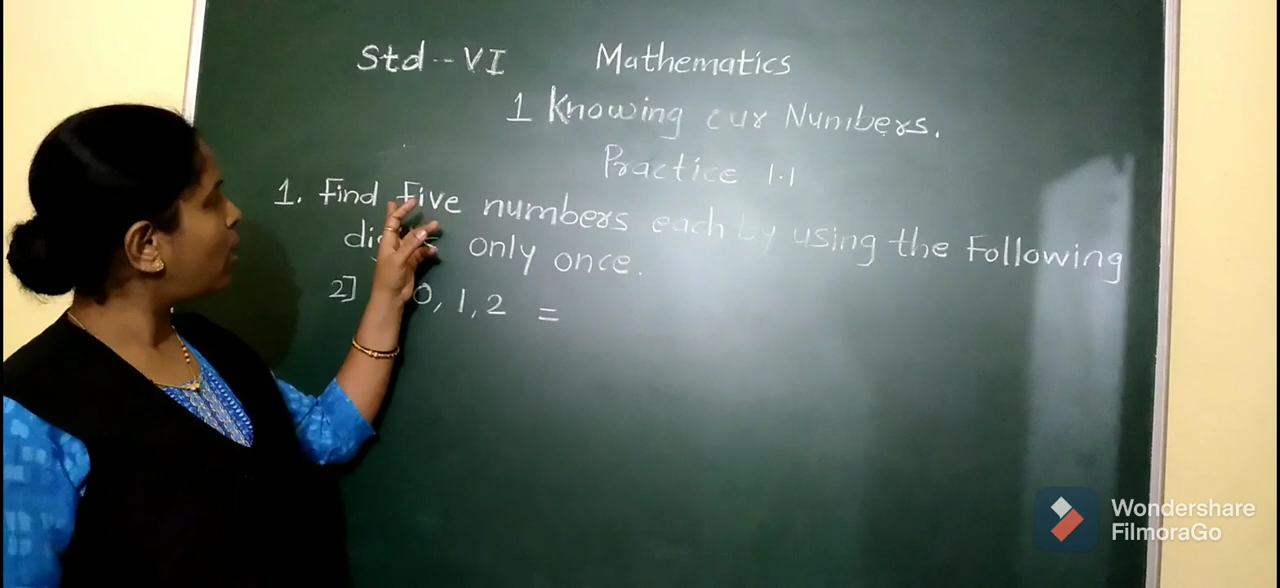 Std--VI Mathematics
1 Knowing our Numbers.
Practice 1.1
1. Find five numbers each by using the Following
only once.
2] 0, 1, 2 =
Wondershare
FilmoraGo